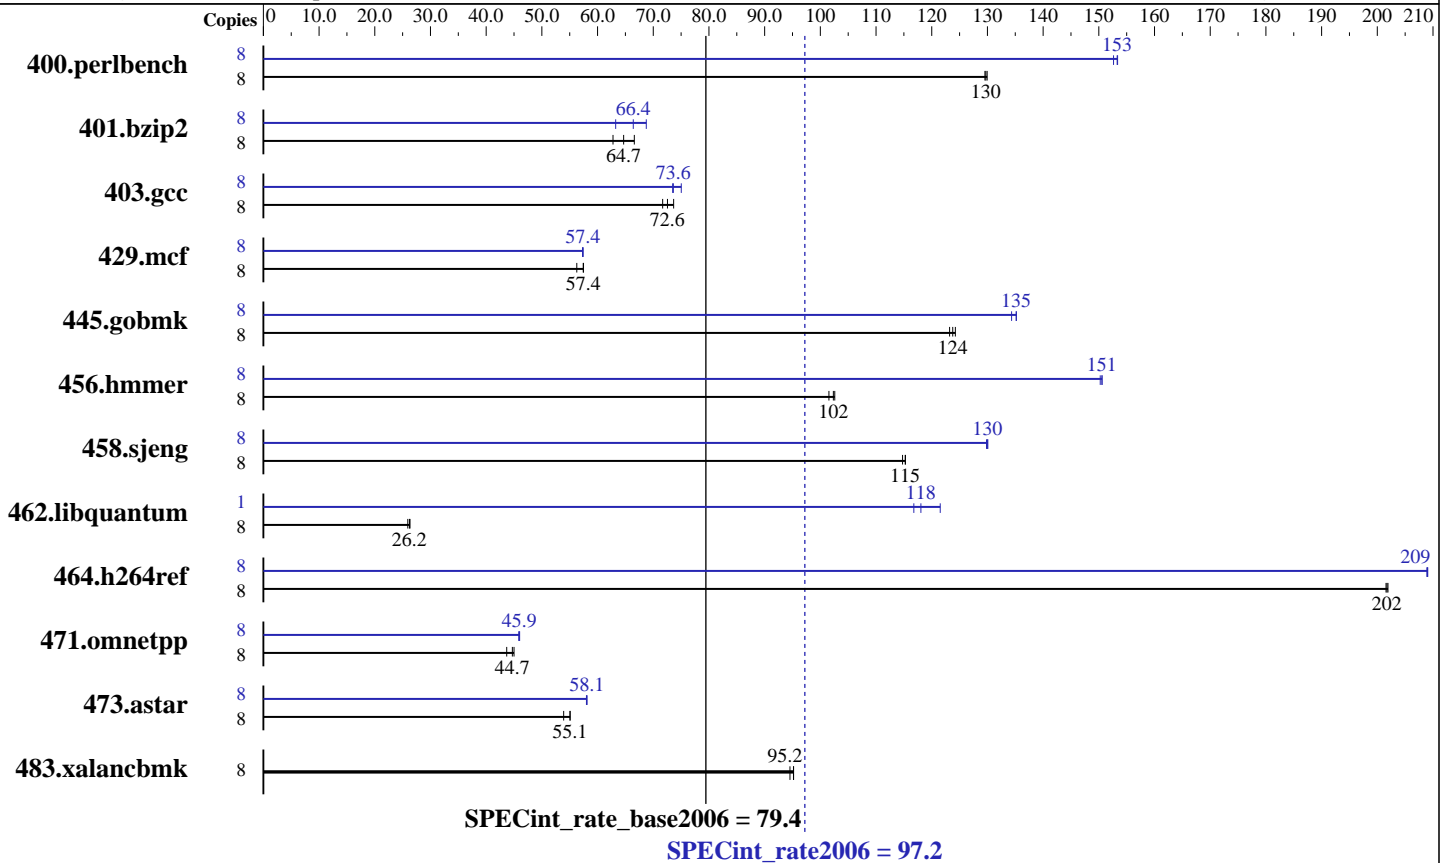 Copies 0 10.0 20.0 30.0 40.0 50.0 60.0 70.0 80.0 90.0 100 110 120 130 140 150 160 170 180 190 200 210
400.perlbench 8 153
8 130
401.bzip2 8 66.4
8 64.7
403.gcc 8 73.6
8 72.6
429.mcf 8 57.4
8 57.4
445.gobmk 8 135
8 124
456.hmmer 8 151
8 102
458.sjeng 8 130
8 115
462.libquantum 1 118
8 26.2
464.h264ref 8 209
8 202
471.omnetpp 8 45.9
8 44.7
473.astar 8 58.1
8 55.1
483.xalancbmk 8 95.2
SPECint_rate_base2006 = 79.4
SPECint_rate2006 = 97.2